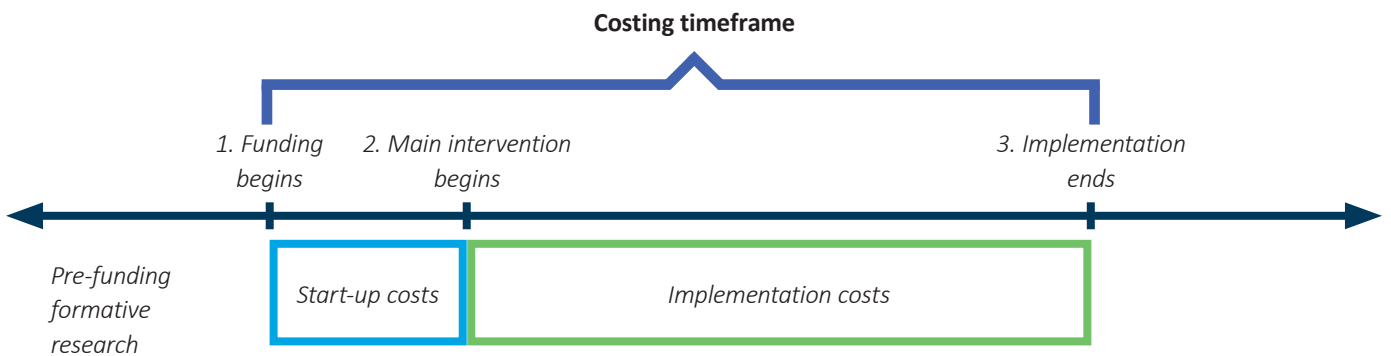 Costing timeframe
1. Funding
begins
2. Main intervention
begins
3. Implementation
ends
Pre-funding
formative
research
Start-up costs
Implementation costs